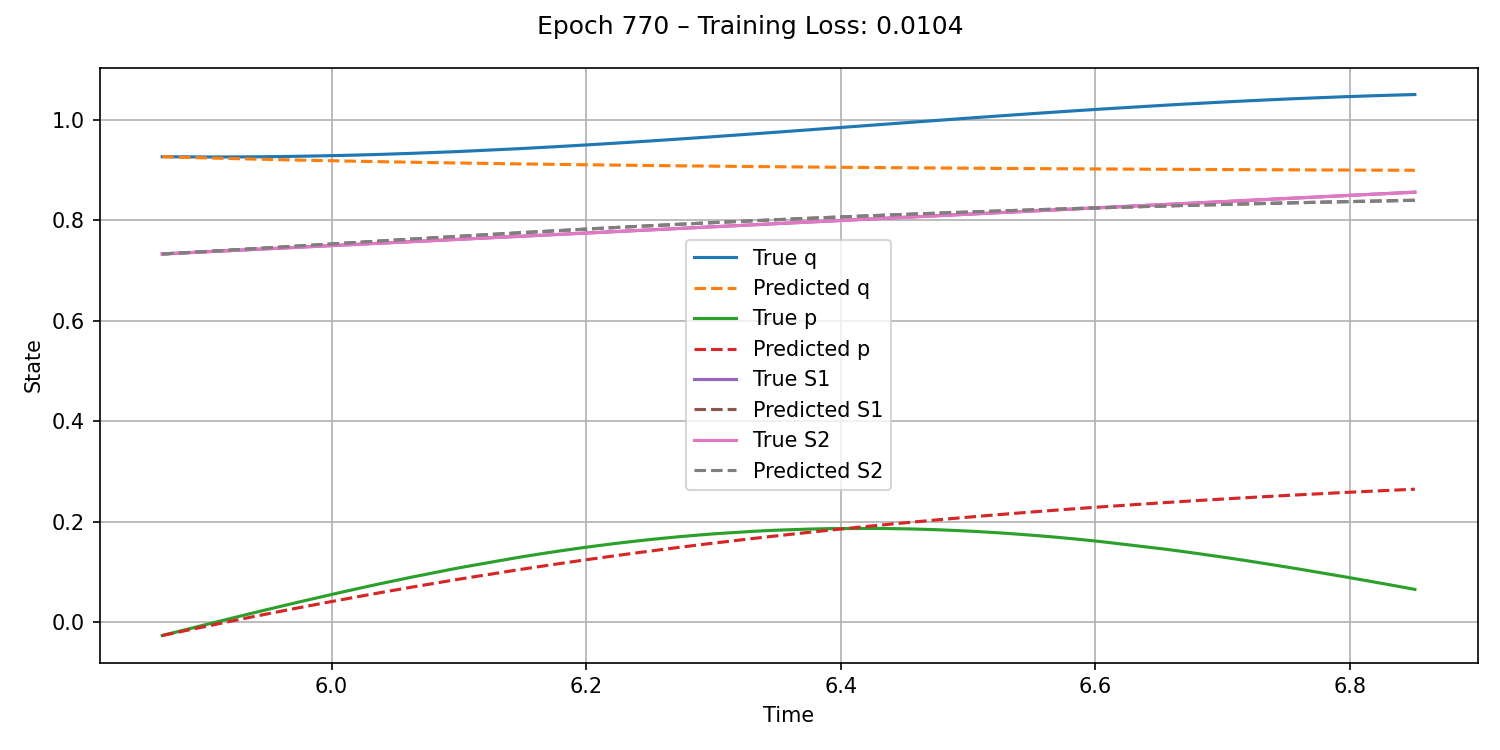 Epoch 770 – Training Loss: 0.0104
1.0
0.8
0.6
0.4
0.2
0.0
State
True q
Predicted q
True p
Predicted p
True S1
Predicted S1
True S2
Predicted S2
6.0 6.2 6.4 6.6 6.8
Time